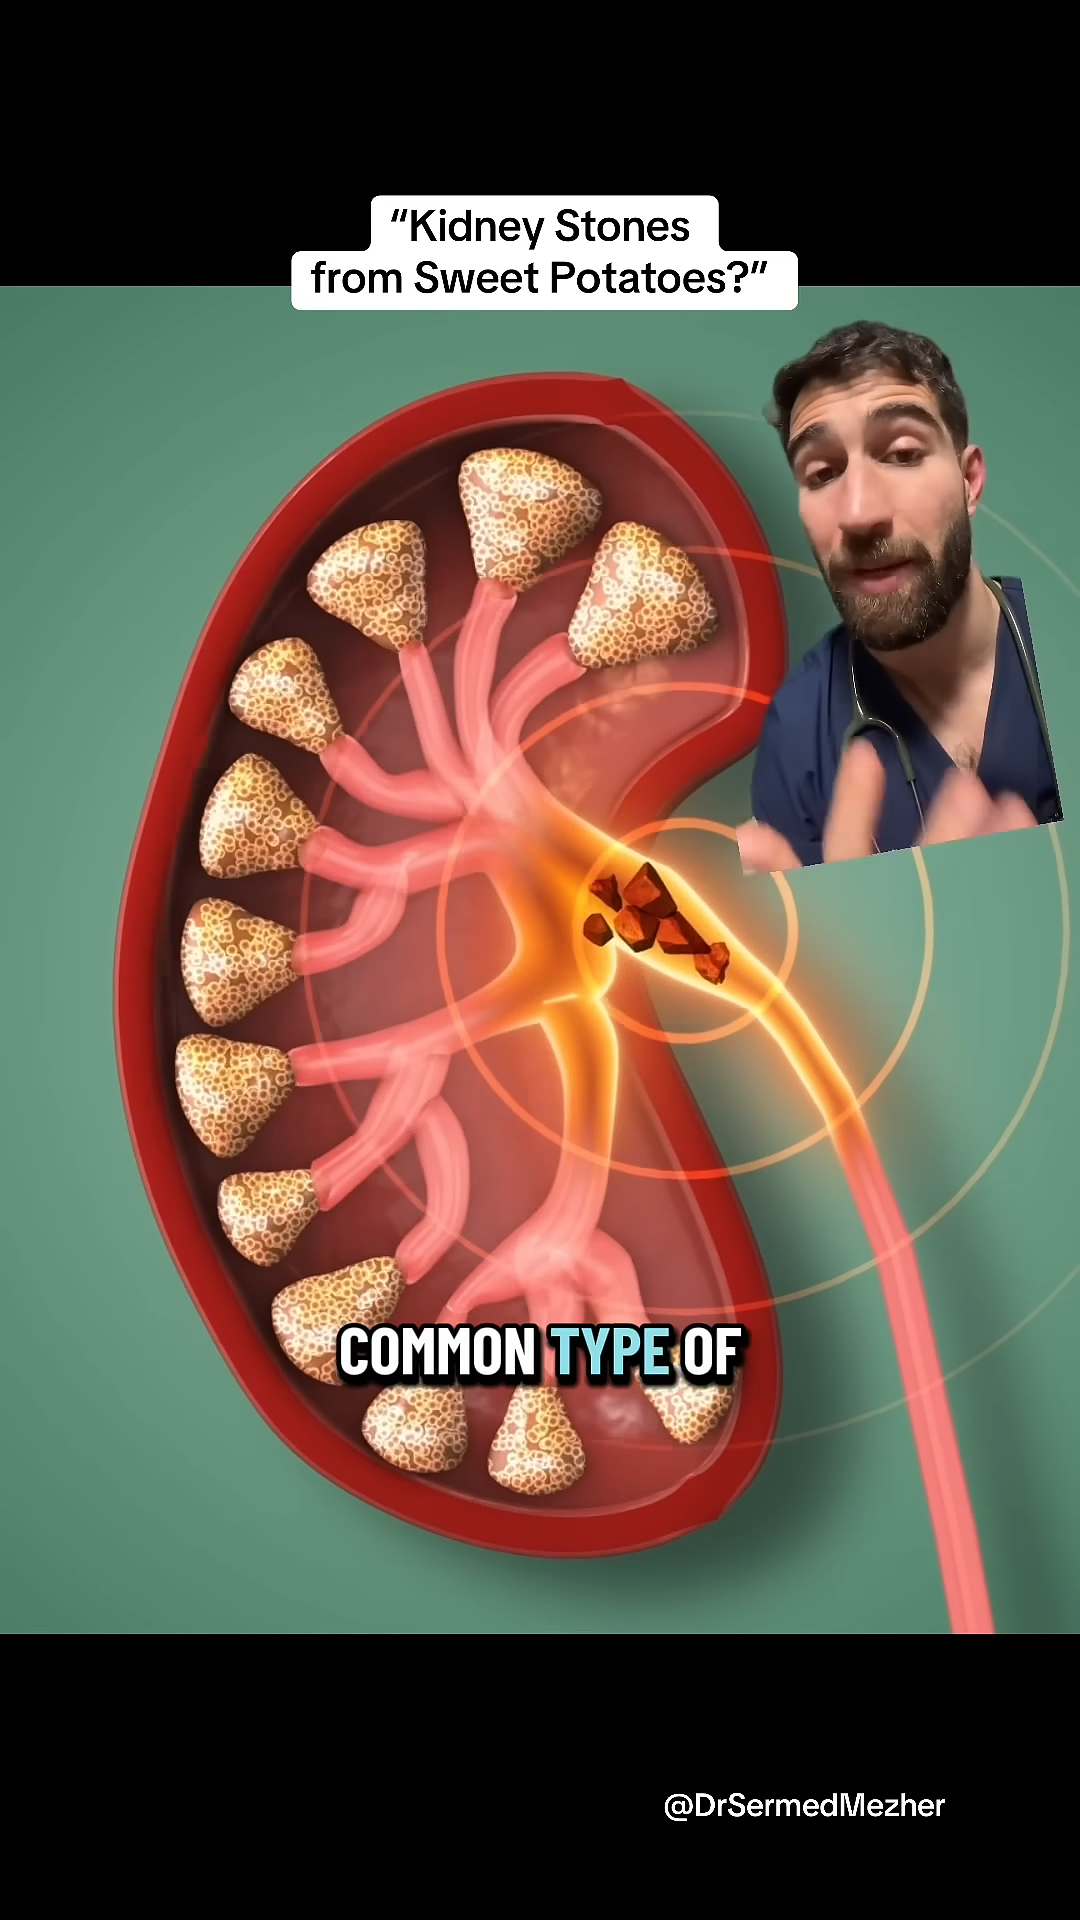 “Kidney Stones
from Sweet Potatoes?”
COMMON TYPE OF
@DrSermedMezher